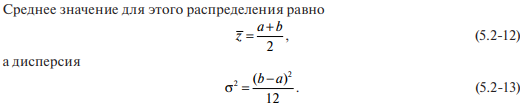 Среднее значение для этого распределения равно
z̄ = (a+b)/2, (5.2-12)
а дисперсия
σ² = (b−a)²/12. (5.2-13)